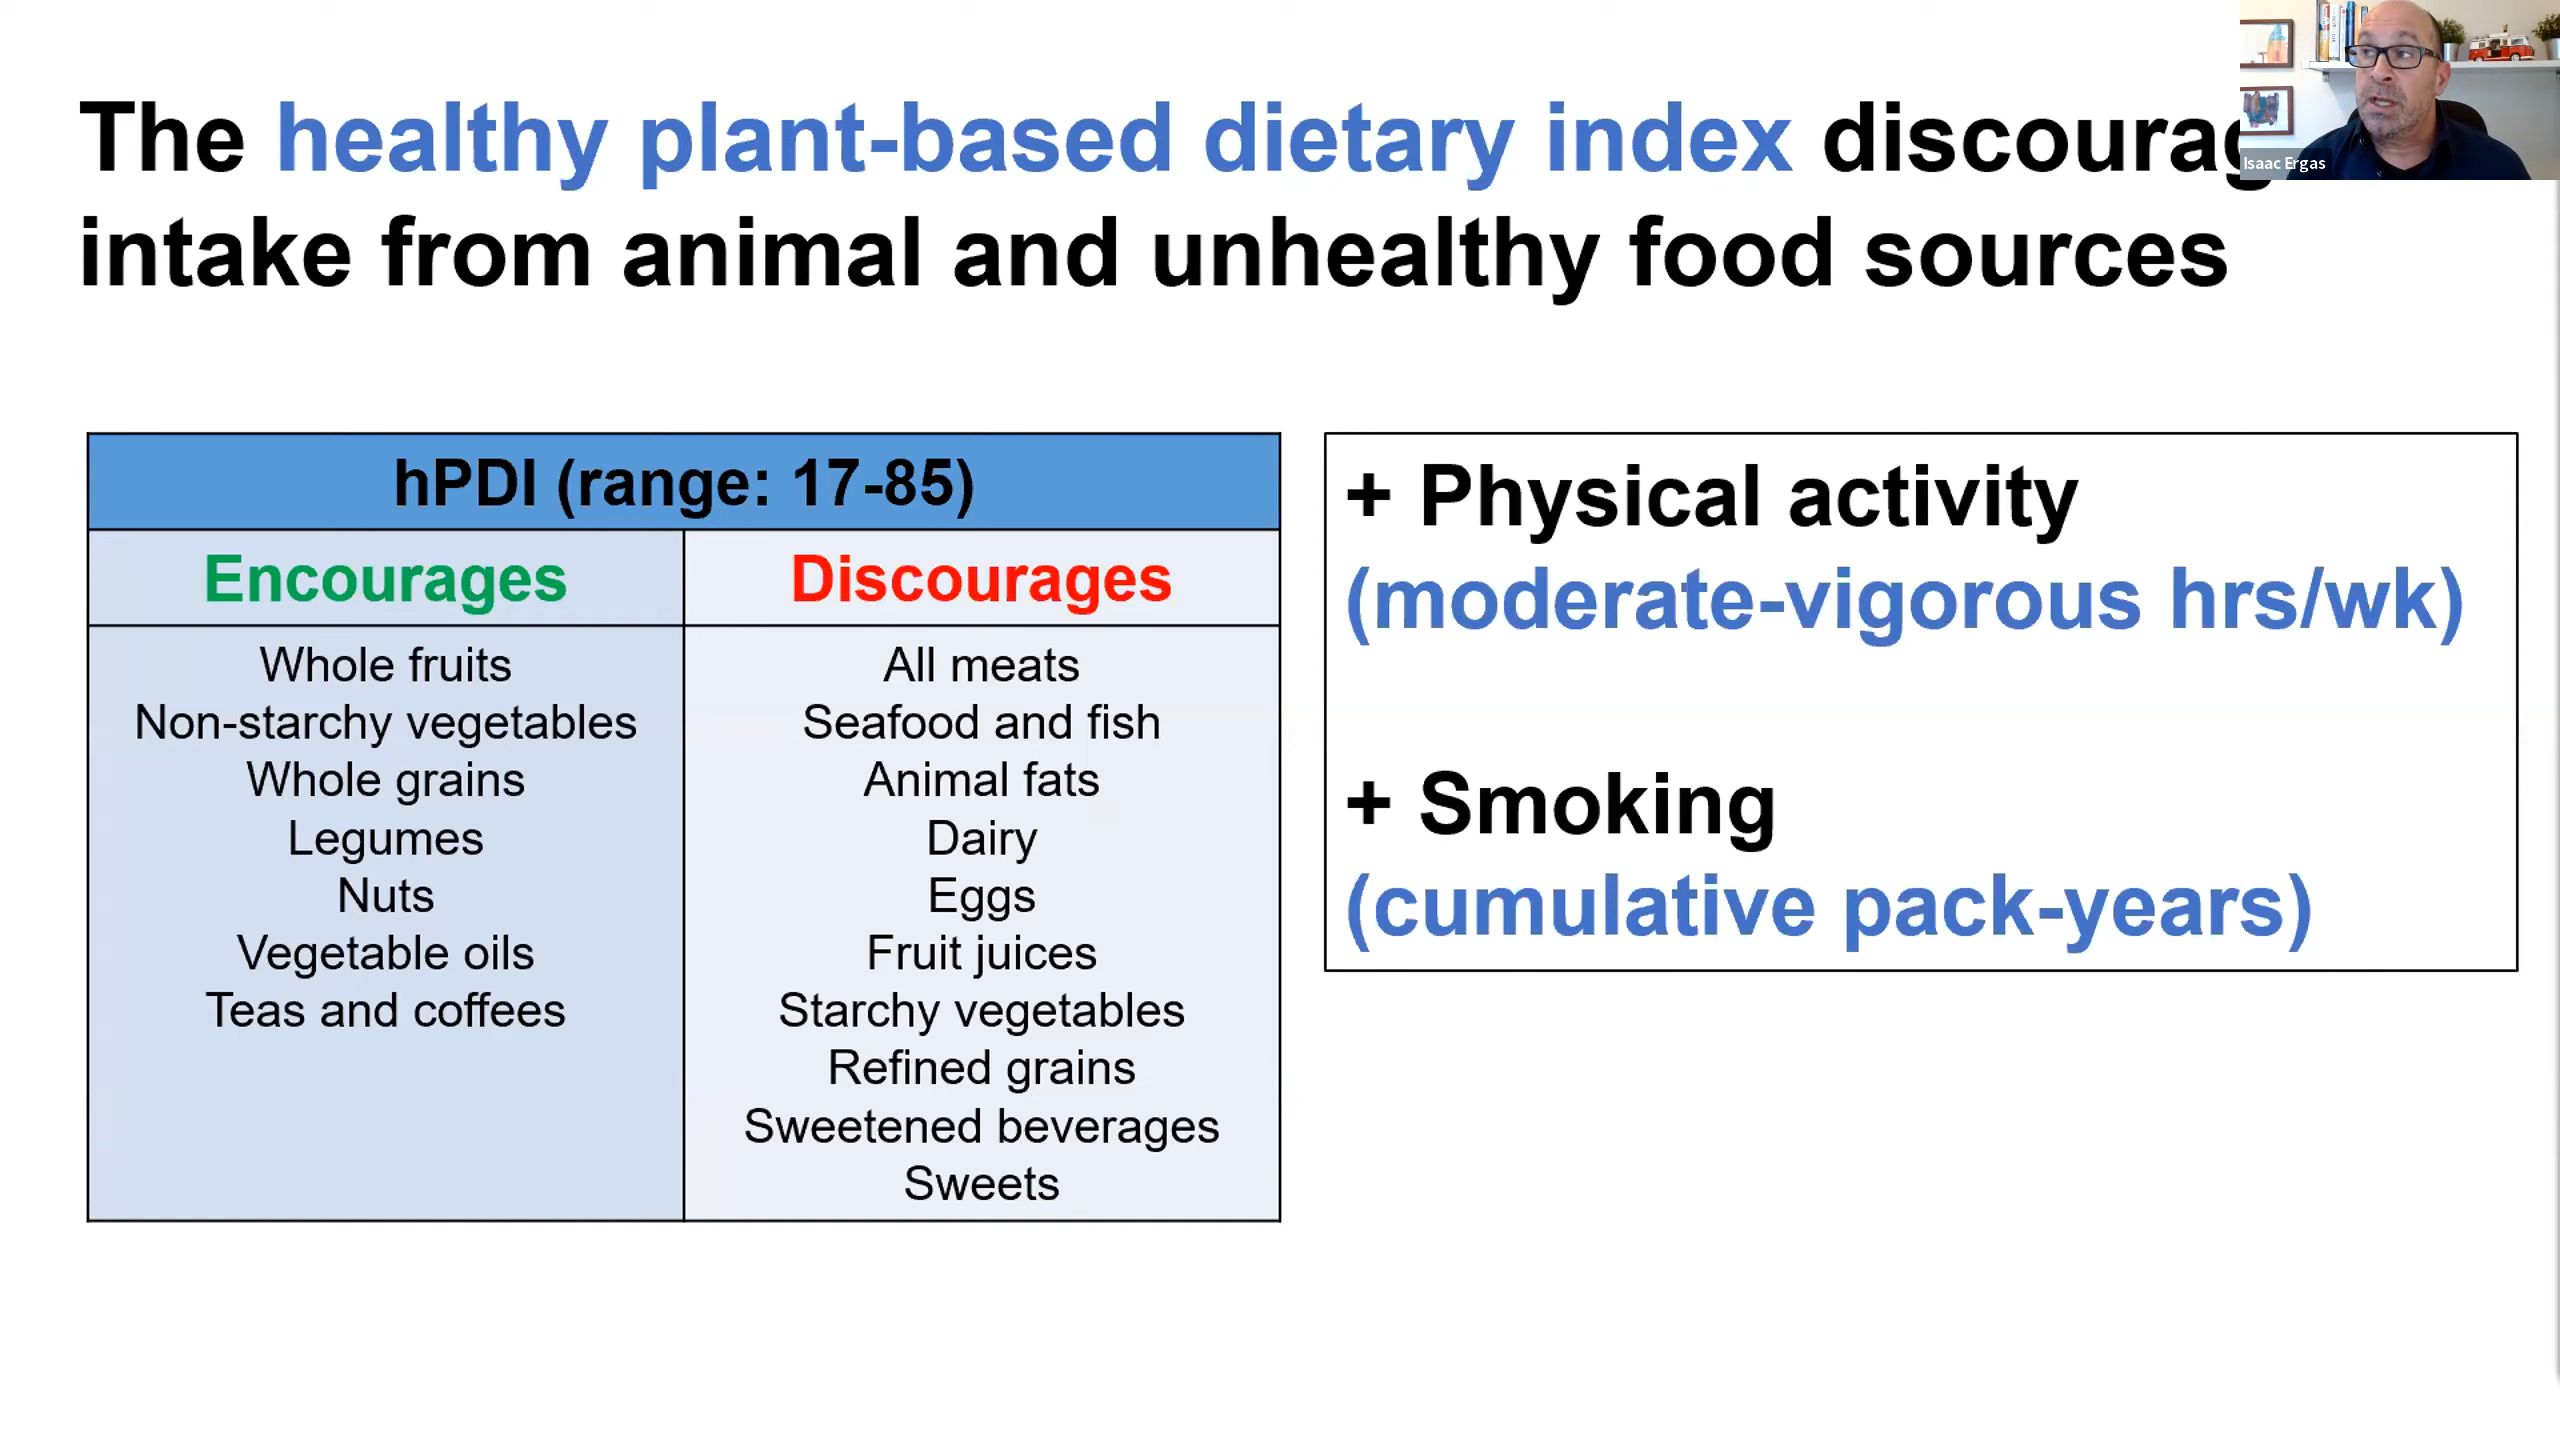 The healthy plant-based dietary index
intake from animal and unhealthy food sources
Isaac Ergas
hPDI (range: 17-85)
Encourages
Discourages
Whole fruits
Non-starchy vegetables
Whole grains
Legumes
Nuts
Vegetable oils
Teas and coffees
All meats
Seafood and fish
Animal fats
Dairy
Eggs
Fruit juices
Starchy vegetables
Refined grains
Sweetened beverages
Sweets
+ Physical activity
(moderate-vigorous hrs/wk)
+ Smoking
(cumulative pack-years)